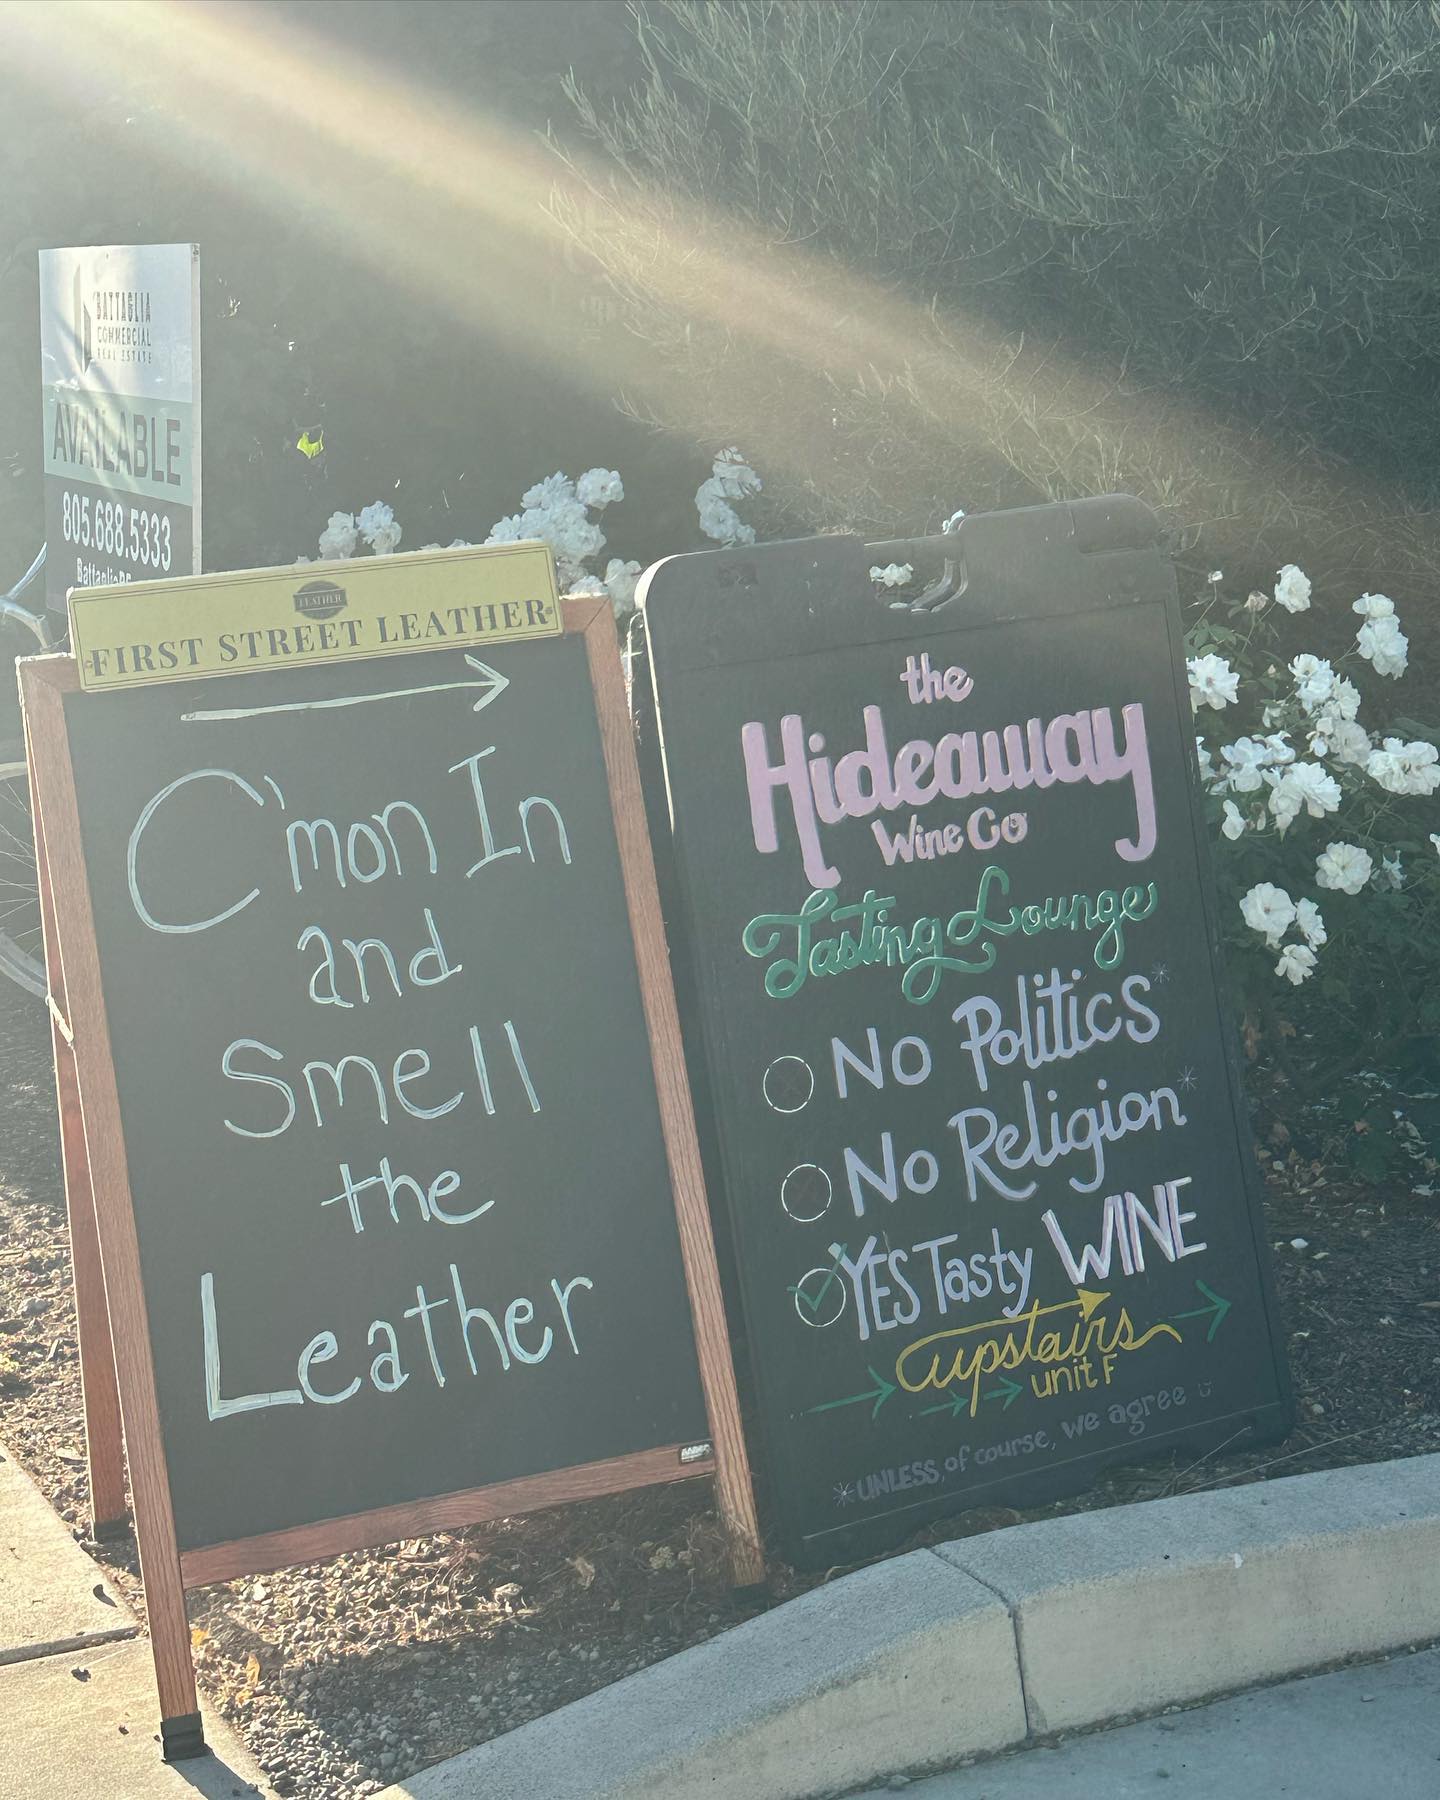 BATTAGLIA
COMMERCIAL
REAL ESTATE
AVAILABLE
805.688.5333
LEATHER
FIRST STREET LEATHER
C'mon In
and
Smell
the
Leather
the
Hideaway
Wine Co
Tasting Lounge
No Politics*
No Religion*
YES Tasty WINE
upstairs
unit F
*UNLESS, of course, we agree